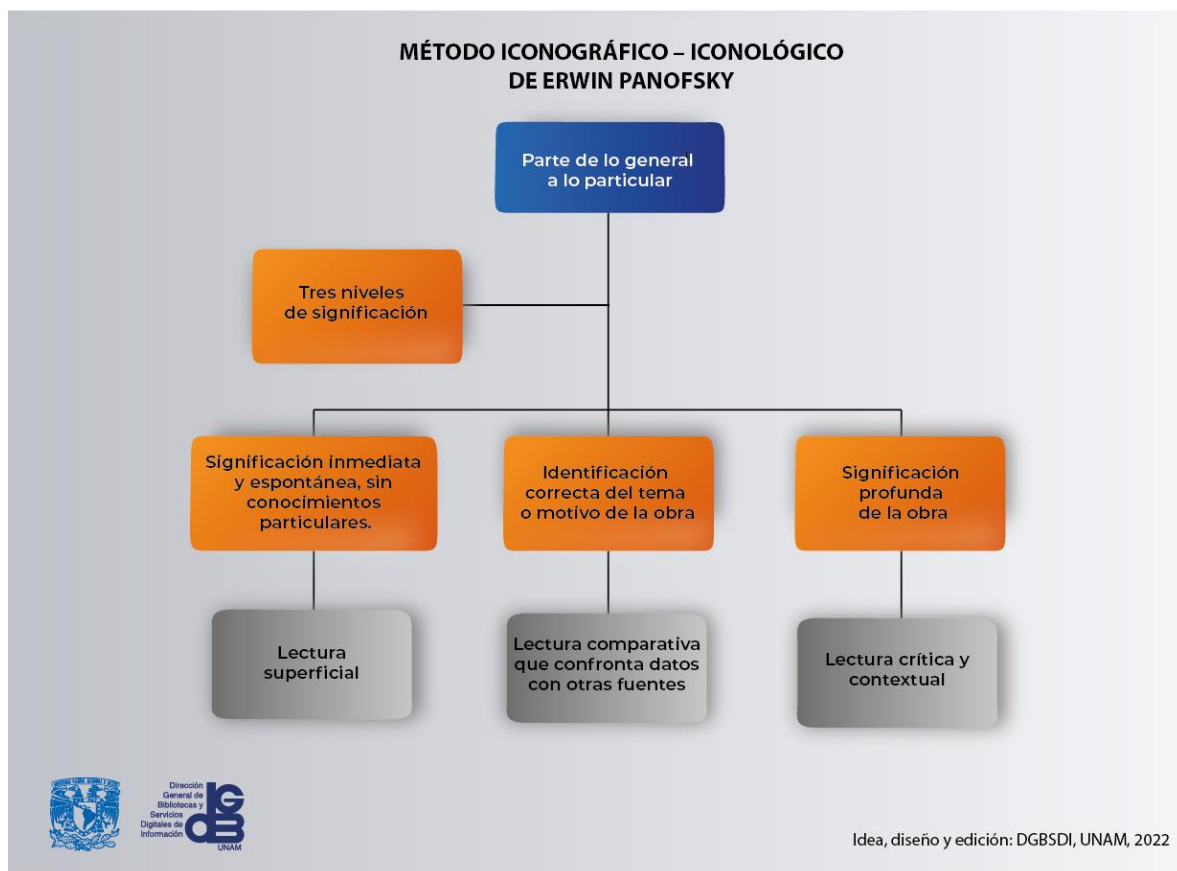 MÉTODO ICONOGRÁFICO – ICONOLÓGICO
DE ERWIN PANOFSKY
Parte de lo general
a lo particular
Tres niveles
de significación
Significación inmediata
y espontánea, sin
conocimientos
particulares.
Identificación
correcta del tema
o motivo de la obra
Significación
profunda
de la obra
Lectura
superficial
Lectura comparativa
que confronta datos
con otras fuentes
Lectura crítica y
contextual
Dirección
General de
Bibliotecas y
Servicios
Digitales de
Información
DGB
UNAM
Idea, diseño y edición: DGBSDI, UNAM, 2022